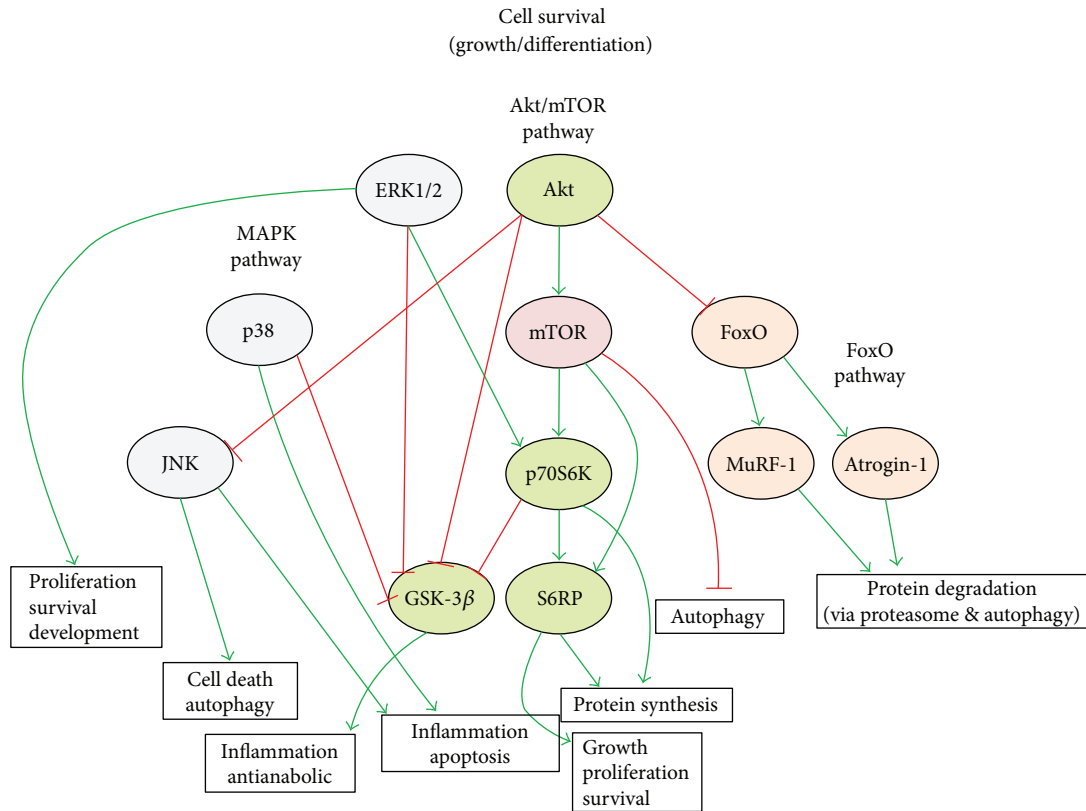 Cell survival
(growth/differentiation)
Akt/mTOR
pathway
ERK1/2
Akt
MAPK
pathway
p38
mTOR
FoxO
FoxO
pathway
JNK
p70S6K
MuRF-1
Atrogin-1
GSK-3β
S6RP
Proliferation
survival
development
Autophagy
Protein degradation
(via proteasome & autophagy)
Cell death
autophagy
Protein synthesis
Inflammation
antianabolic
Inflammation
apoptosis
Growth
proliferation
survival